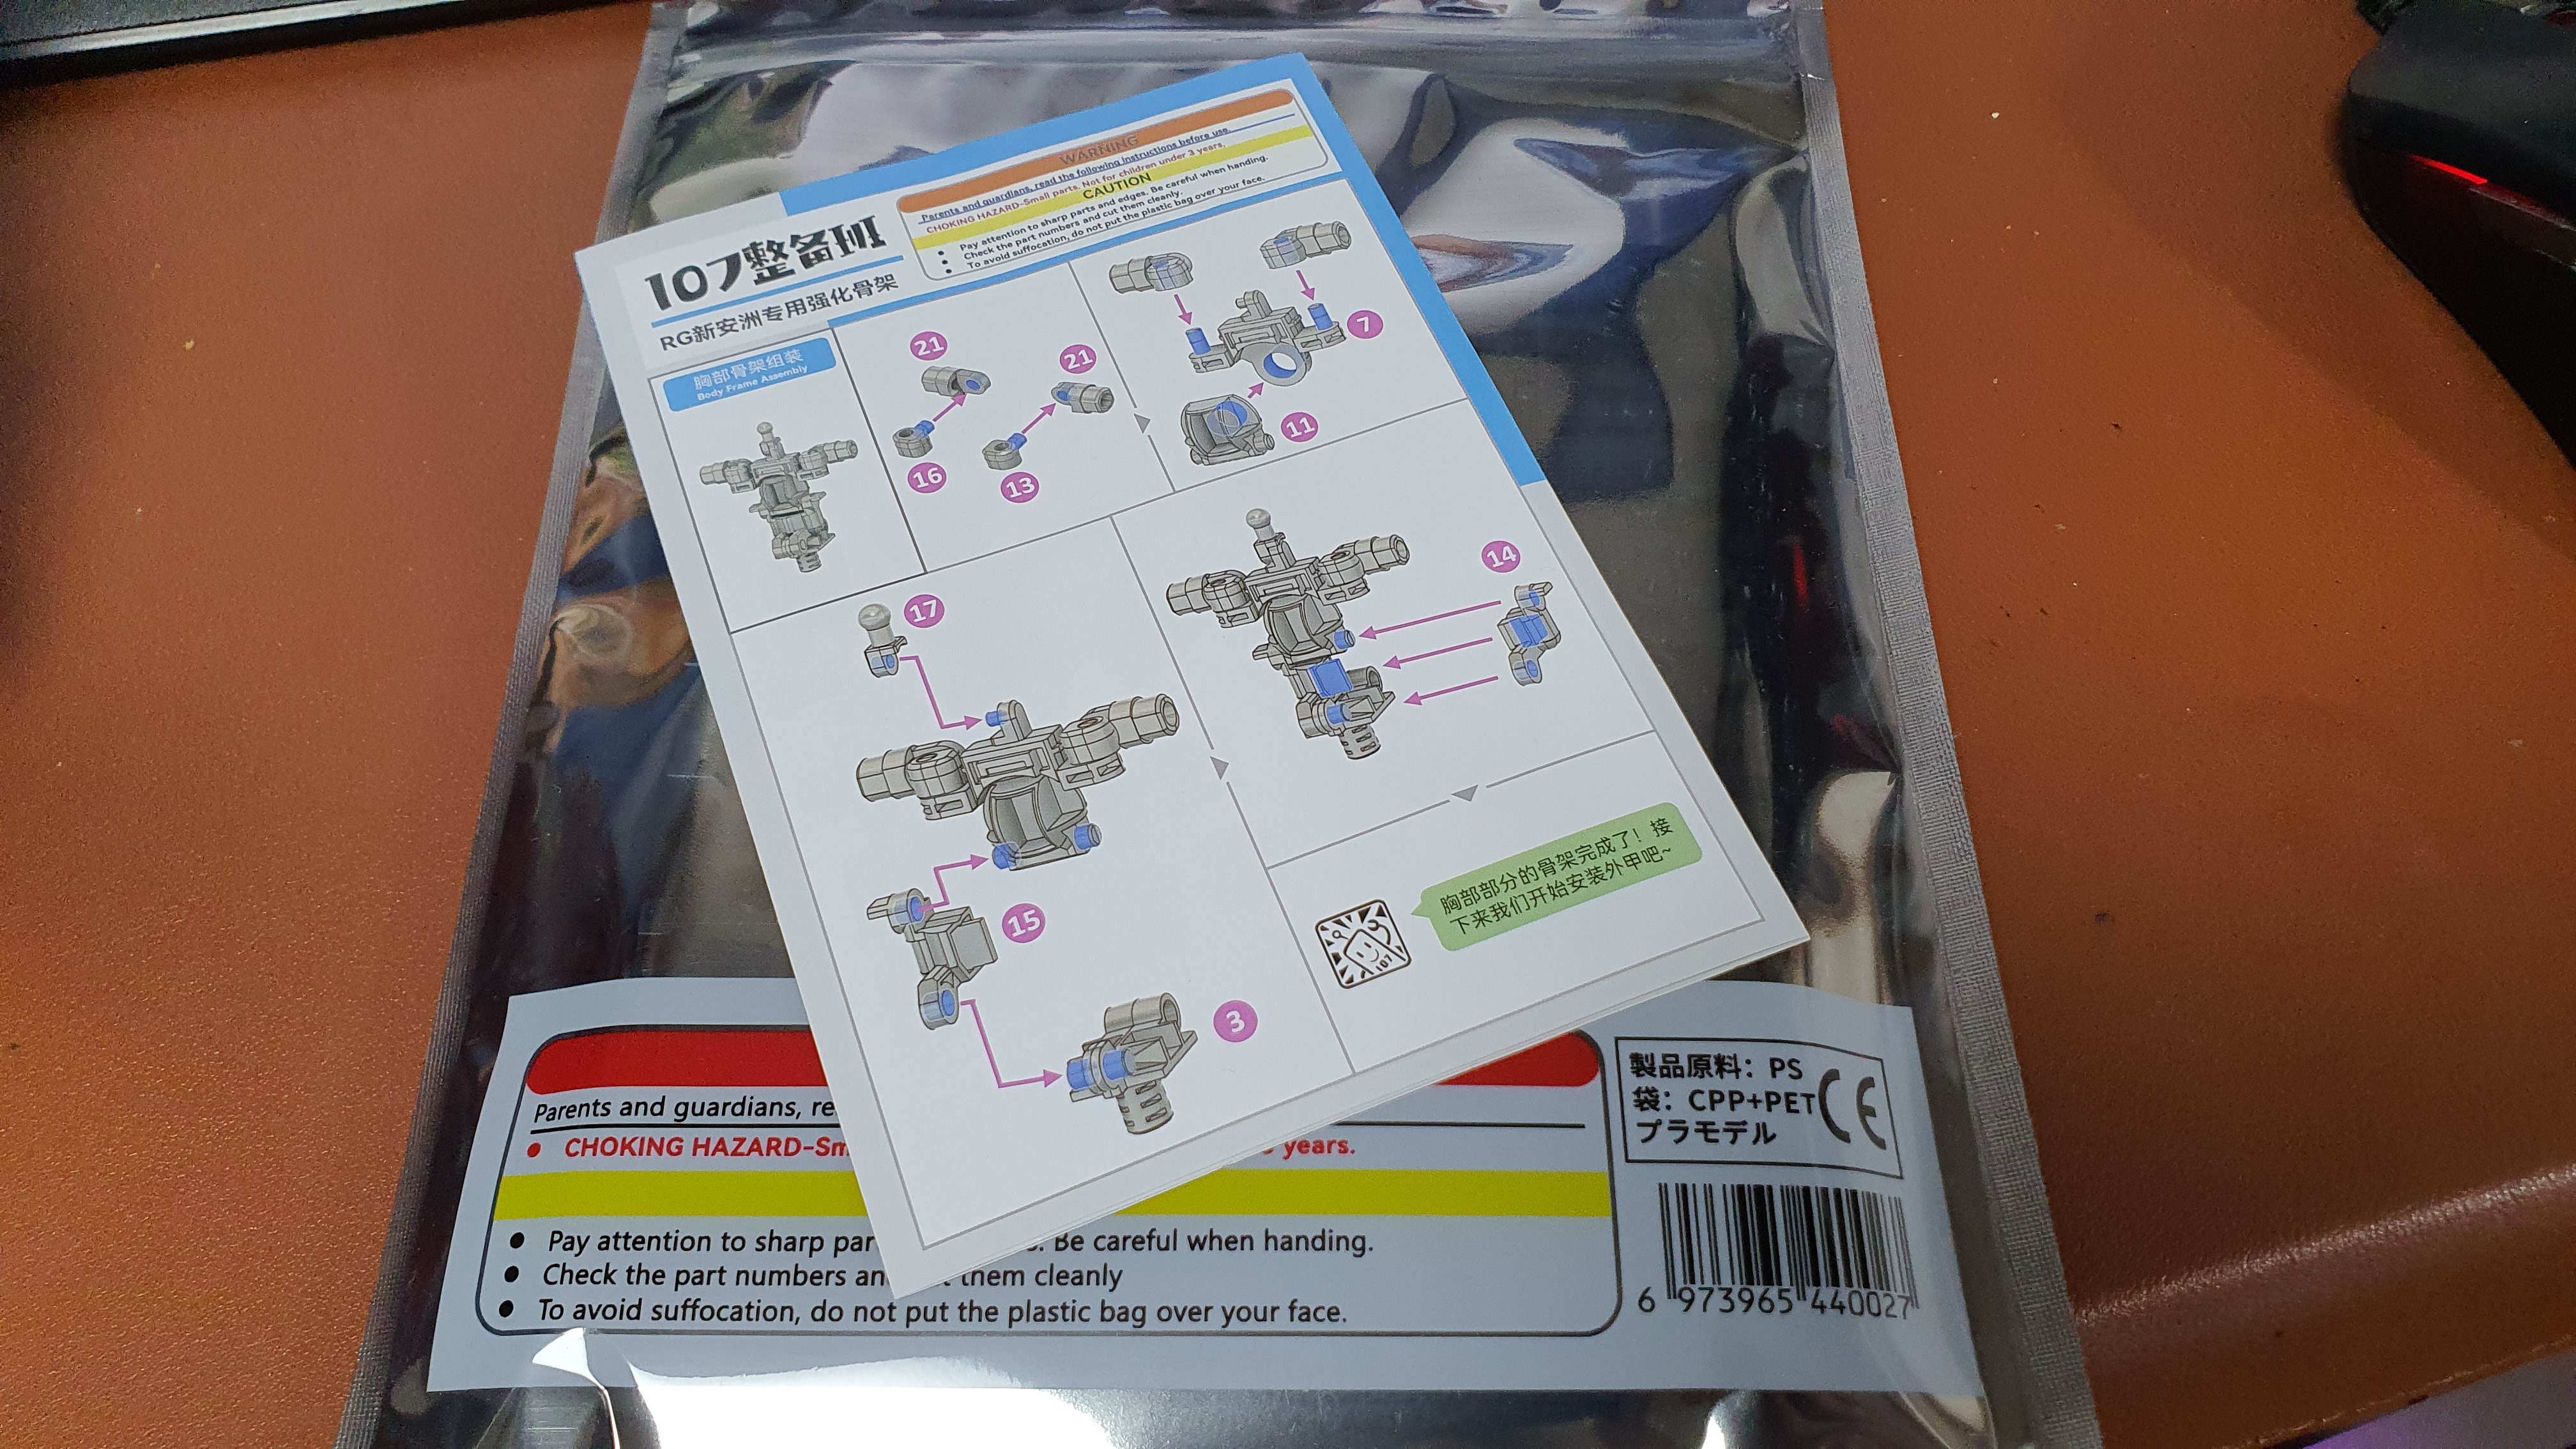 WARNING
Parents and guardians, read the following instructions before use.
CHOKING HAZARD-Small parts. Not for children under 3 years.
CAUTION
Pay attention to sharp parts and edges. Be careful when handing.
Check the part numbers and cut them cleanly.
To avoid suffocation, do not put the plastic bag over your face.
107整备班
RG新安洲专用强化骨架
胸部骨架组装
Body Frame Assembly
21
21
16
13
7
11
17
15
3
14
胸部部分的骨架完成了！接
下来我们开始安装外甲吧~
107
Parents and guardians, re
CHOKING HAZARD-Sm years.
Pay attention to sharp par s. Be careful when handing.
Check the part numbers an t them cleanly
To avoid suffocation, do not put the plastic bag over your face.
製品原料：PS
袋：CPP+PET
プラモデル
CE
6 973965 440027